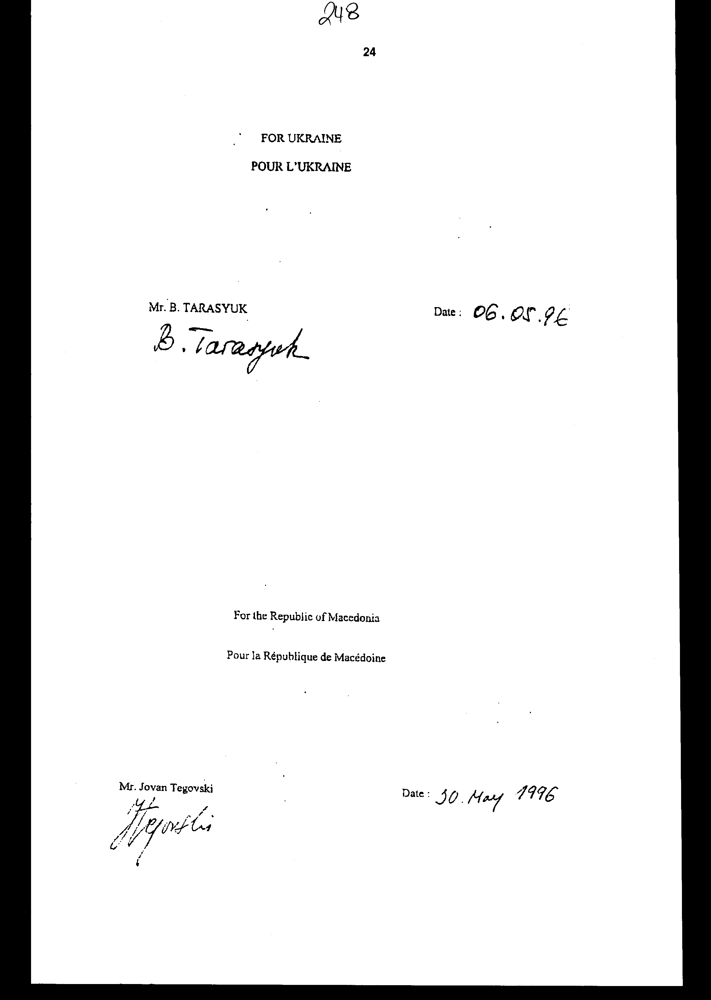 248
24
FOR UKRAINE
POUR L'UKRAINE
Mr. B. TARASYUK
Date : 06.05.96
B. Tarasyuk
For the Republic of Macedonia
Pour la République de Macédoine
Mr. Jovan Tegovski
Date : 30. May 1996
JTegovski